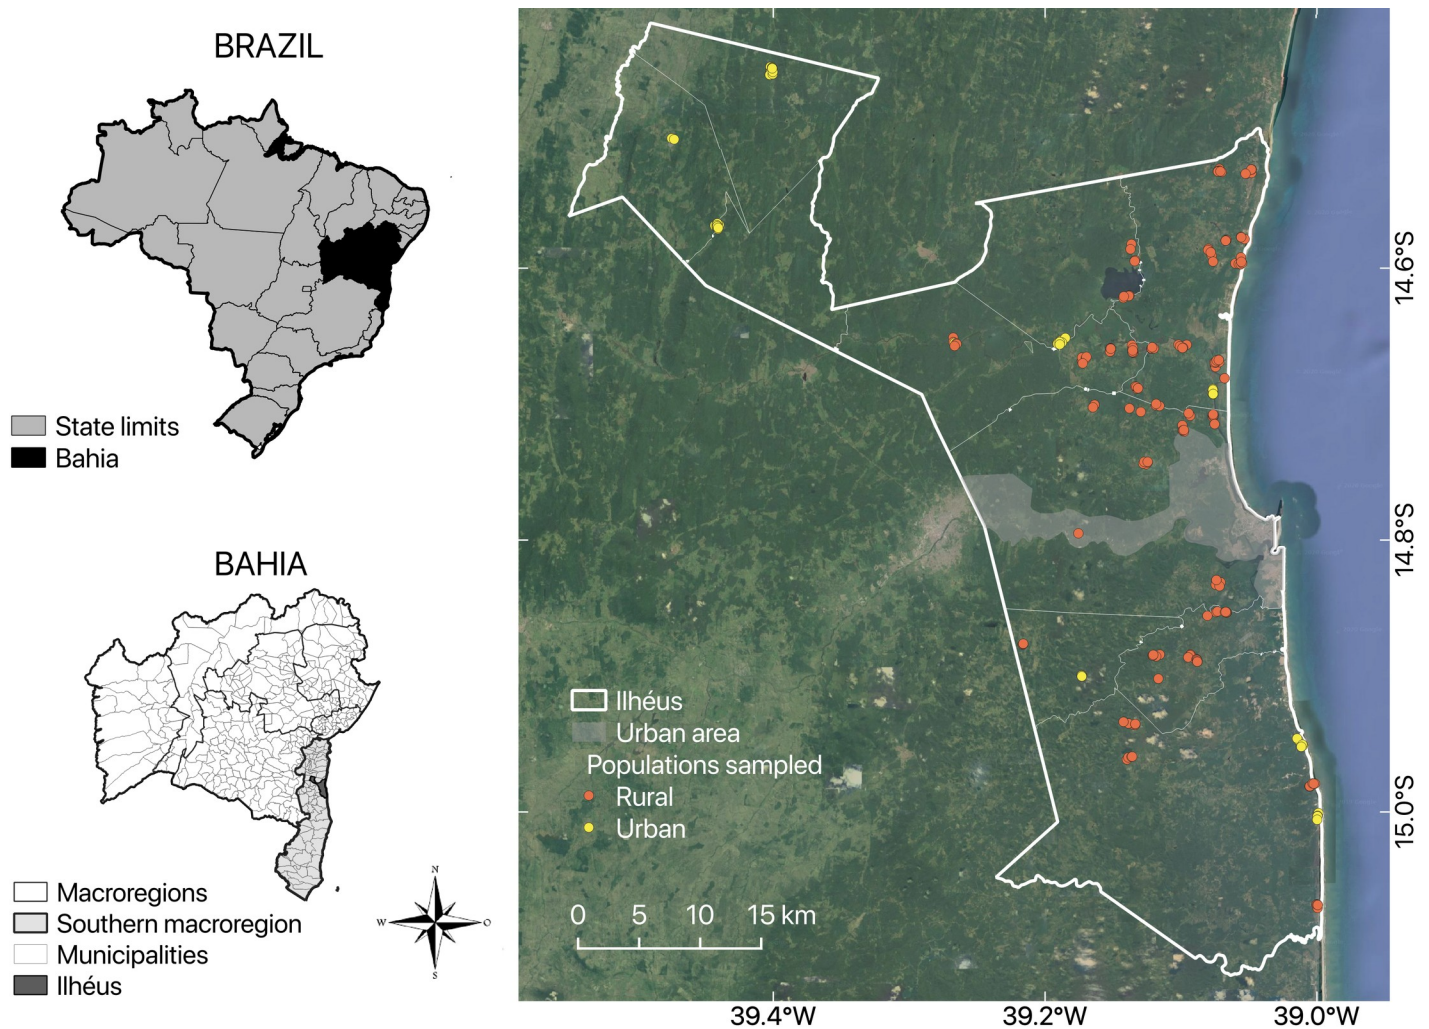 BRAZIL
State limits
Bahia
BAHIA
Macroregions
Southern macroregion
Municipalities
Ilhéus
N
W
O
S
Ilhéus
Urban area
Populations sampled
Rural
Urban
0 5 10 15 km
14.6°S
14.8°S
15.0°S
39.4°W 39.2°W 39.0°W